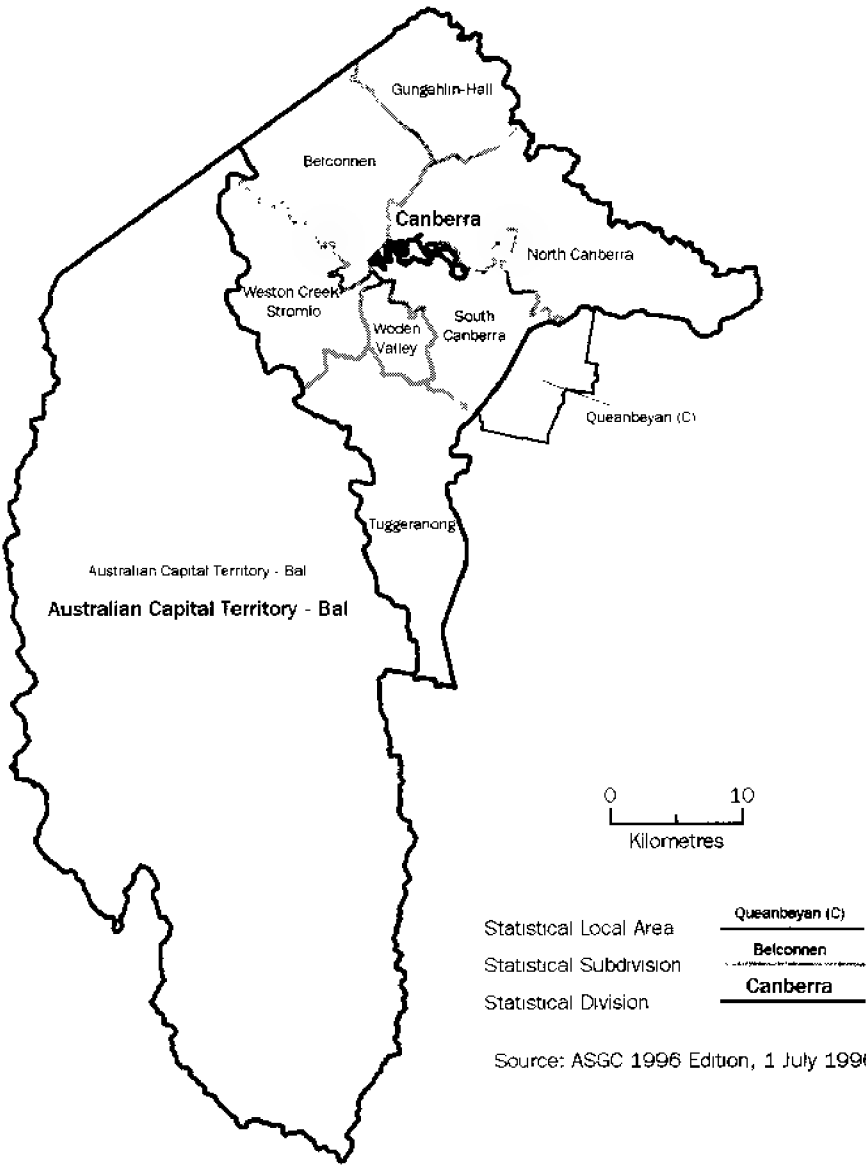 Gungahlin-Hall
Belconnen
Canberra
North Canberra
Weston Creek
Stromlo
South
Canberra
Woden
Valley
Queanbeyan (C)
Tuggeranong
Australian Capital Territory - Bal
Australian Capital Territory - Bal
0 10
Kilometres
Statistical Local Area Queanbeyan (C)
Statistical Subdivision Belconnen
Statistical Division Canberra
Source: ASGC 1996 Edition, 1 July 1996